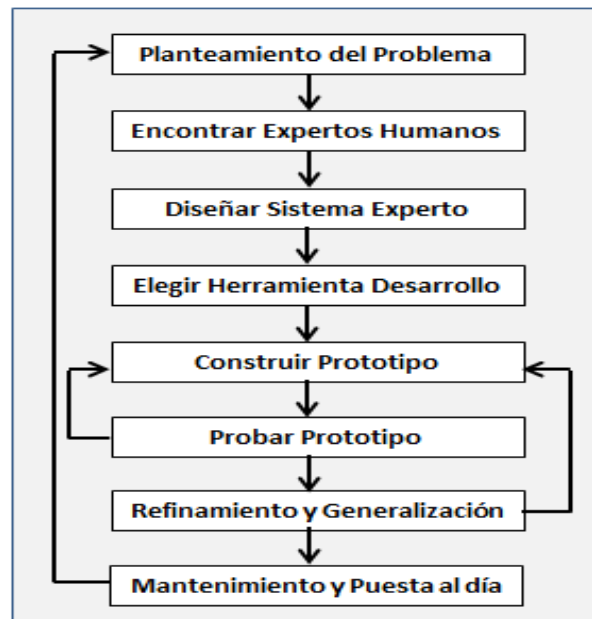 Planteamiento del Problema
Encontrar Expertos Humanos
Diseñar Sistema Experto
Elegir Herramienta Desarrollo
Construir Prototipo
Probar Prototipo
Refinamiento y Generalización
Mantenimiento y Puesta al día